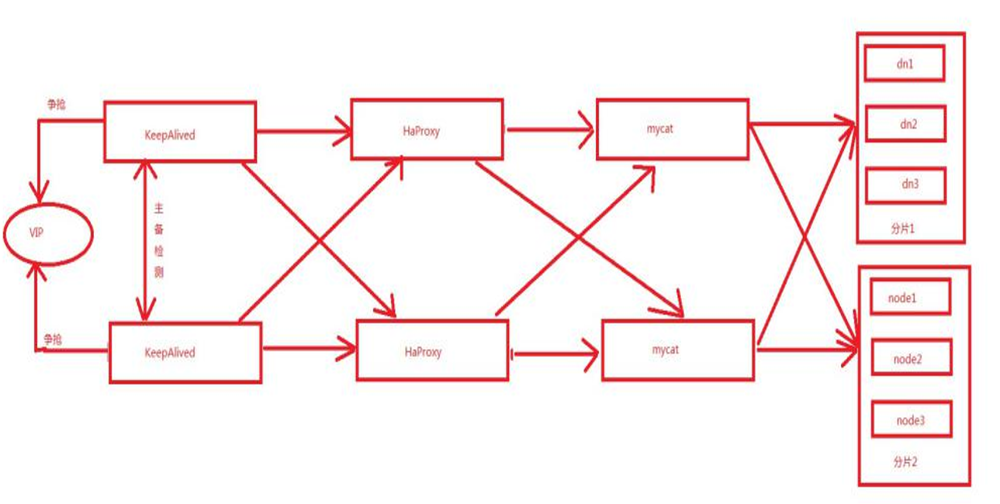 争抢
KeepAlived
HaProxy
mycat
dn1
dn2
dn3
分片1
VIP
主
备
检
测
争抢
KeepAlived
HaProxy
mycat
node1
node2
node3
分片2